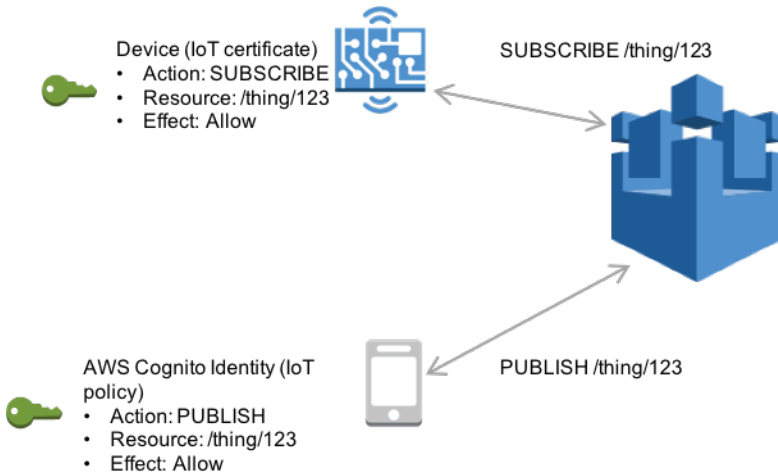 Device (IoT certificate)
• Action: SUBSCRIBE
• Resource: /thing/123
• Effect: Allow
SUBSCRIBE /thing/123
AWS Cognito Identity (IoT
policy)
• Action: PUBLISH
• Resource: /thing/123
• Effect: Allow
PUBLISH /thing/123